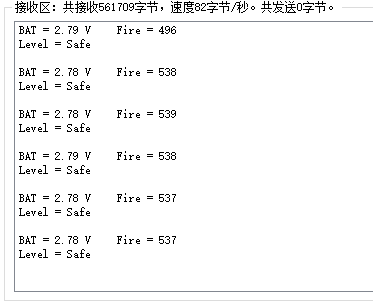 接收区：共接收561709字节，速度82字节/秒。共发送0字节。
BAT = 2.79 V    Fire = 496
Level = Safe
BAT = 2.78 V    Fire = 538
Level = Safe
BAT = 2.78 V    Fire = 539
Level = Safe
BAT = 2.79 V    Fire = 538
Level = Safe
BAT = 2.78 V    Fire = 537
Level = Safe
BAT = 2.78 V    Fire = 537
Level = Safe